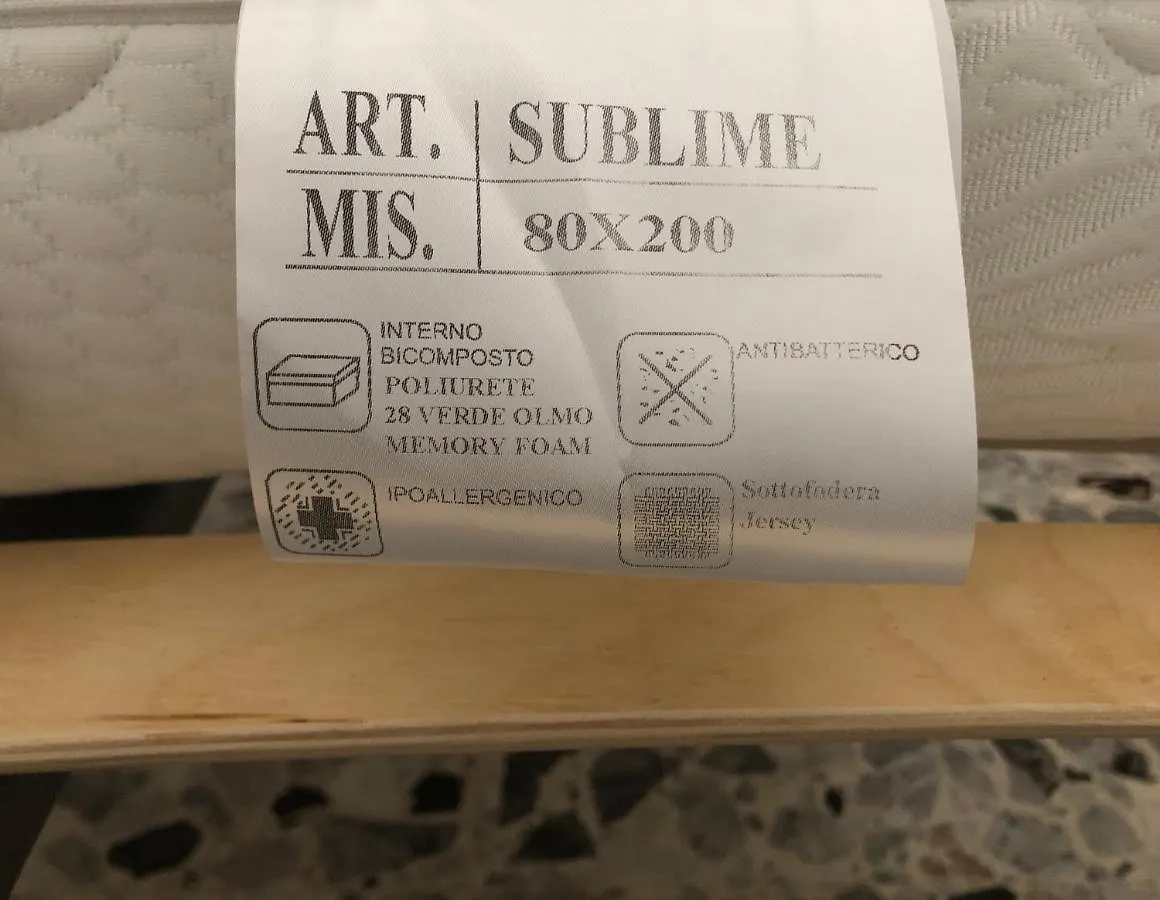 ART. SUBLIME
MIS. 80X200
INTERNO
BICOMPOSTO
POLIURETE
28 VERDE OLMO
MEMORY FOAM
ANTIBATTERICO
IPOALLERGENICO
Sottofodera
Jersey